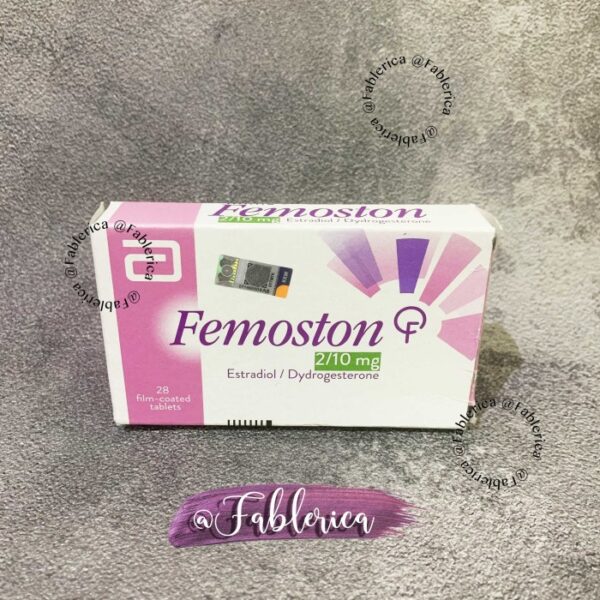 @Fablerica @Fablerica @Fablerica
@Fablerica @Fablerica @Fablerica
Femoston
2/10 mg Estradiol / Dydrogesterone
Femoston
2/10 mg
Estradiol / Dydrogesterone
28
film-coated
tablets
@Fablerica @Fablerica @Fablerica
@Fablerica